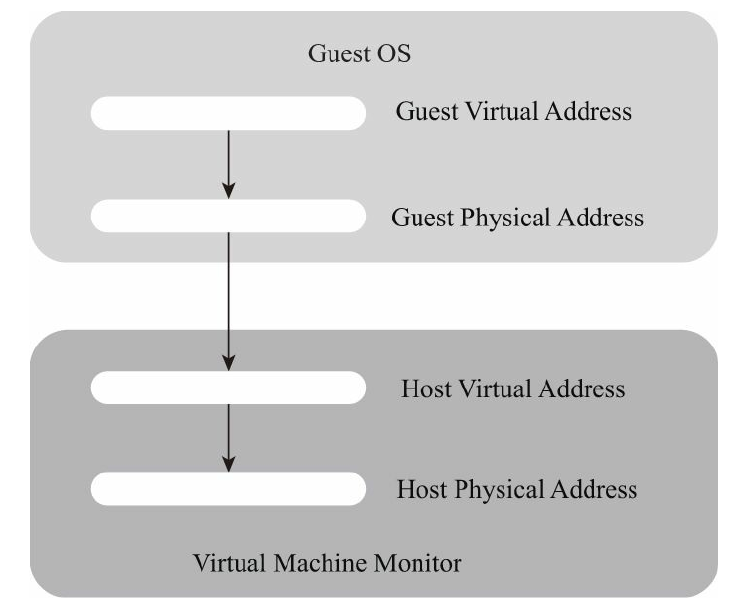 Guest OS
Guest Virtual Address
Guest Physical Address
Host Virtual Address
Host Physical Address
Virtual Machine Monitor